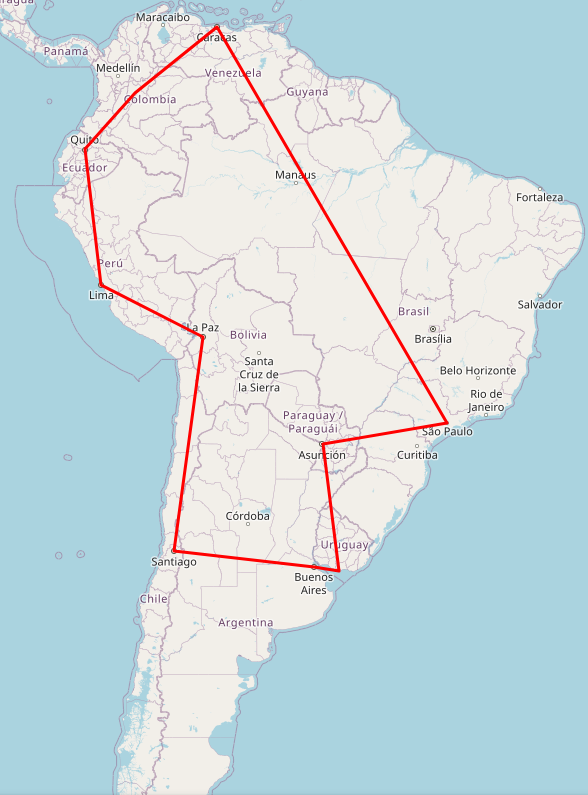 Maracaibo
Caracas
Panamá
Medellín
Venezuela
Guyana
Colombia
Quito
Ecuador
Manaus
Fortaleza
Perú
Lima
Salvador
Brasil
La Paz
Bolivia
Brasília
Santa
Cruz de
la Sierra
Belo Horizonte
Rio de
Janeiro
Paraguay /
Paraguái
São Paulo
Asunción
Curitiba
Córdoba
Uruguay
Santiago
Buenos
Aires
Chile
Argentina